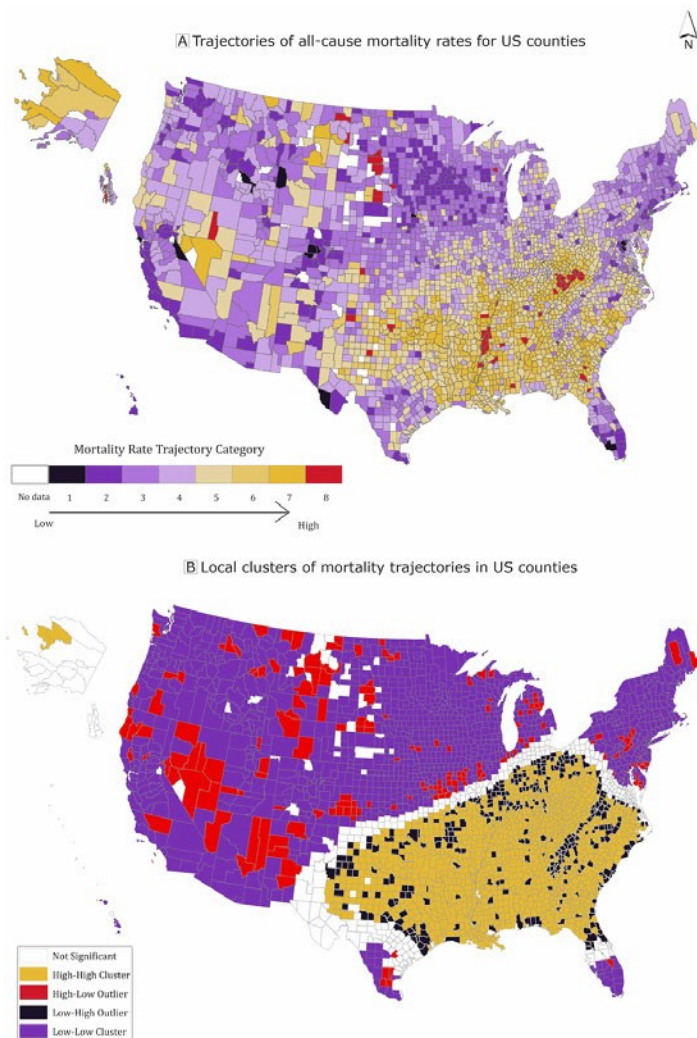 A Trajectories of all-cause mortality rates for US counties
N
Mortality Rate Trajectory Category
No data 1 2 3 4 5 6 7 8
Low High
B Local clusters of mortality trajectories in US counties
Not Significant
High-High Cluster
High-Low Outlier
Low-High Outlier
Low-Low Cluster